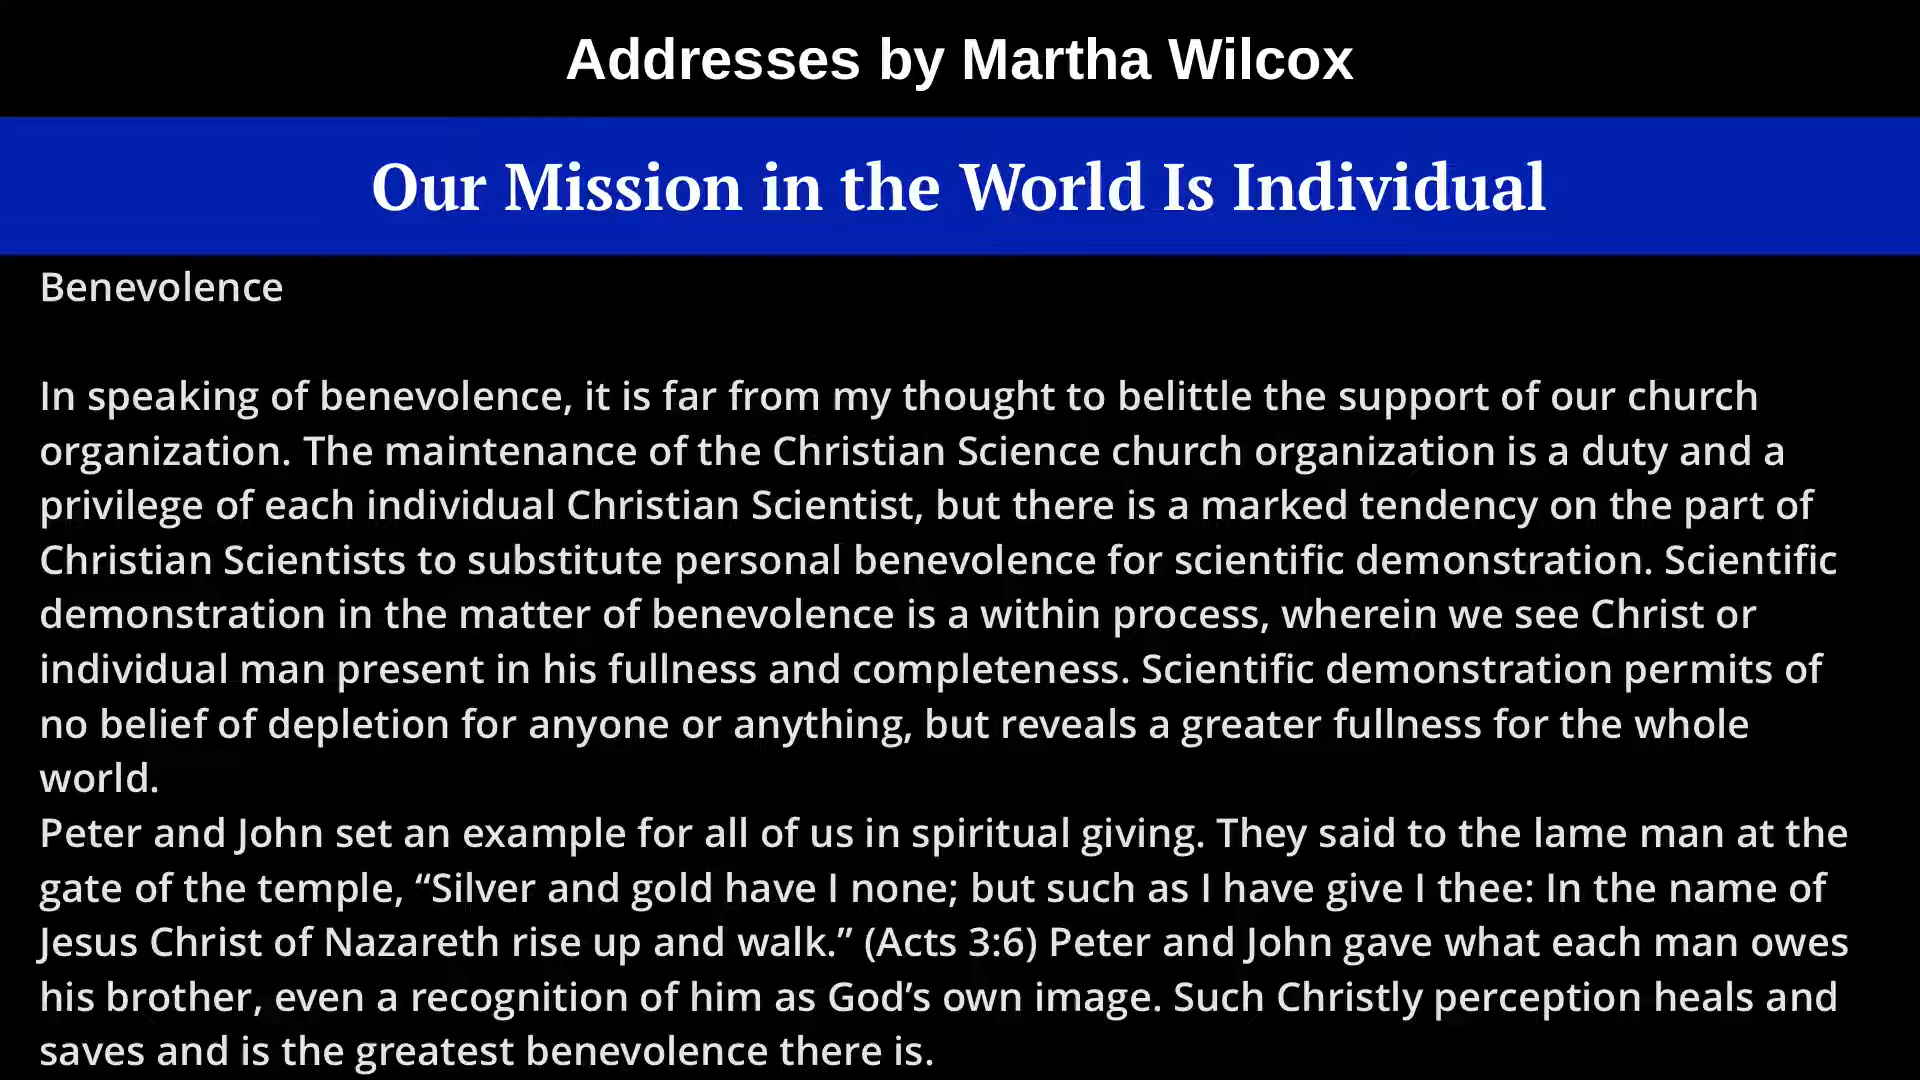 Addresses by Martha Wilcox
Our Mission in the World Is Individual
Benevolence
In speaking of benevolence, it is far from my thought to belittle the support of our church
organization. The maintenance of the Christian Science church organization is a duty and a
privilege of each individual Christian Scientist, but there is a marked tendency on the part of
Christian Scientists to substitute personal benevolence for scientific demonstration. Scientific
demonstration in the matter of benevolence is a within process, wherein we see Christ or
individual man present in his fullness and completeness. Scientific demonstration permits of
no belief of depletion for anyone or anything, but reveals a greater fullness for the whole
world.
Peter and John set an example for all of us in spiritual giving. They said to the lame man at the
gate of the temple, “Silver and gold have I none; but such as I have give I thee: In the name of
Jesus Christ of Nazareth rise up and walk.” (Acts 3:6) Peter and John gave what each man owes
his brother, even a recognition of him as God’s own image. Such Christly perception heals and
saves and is the greatest benevolence there is.